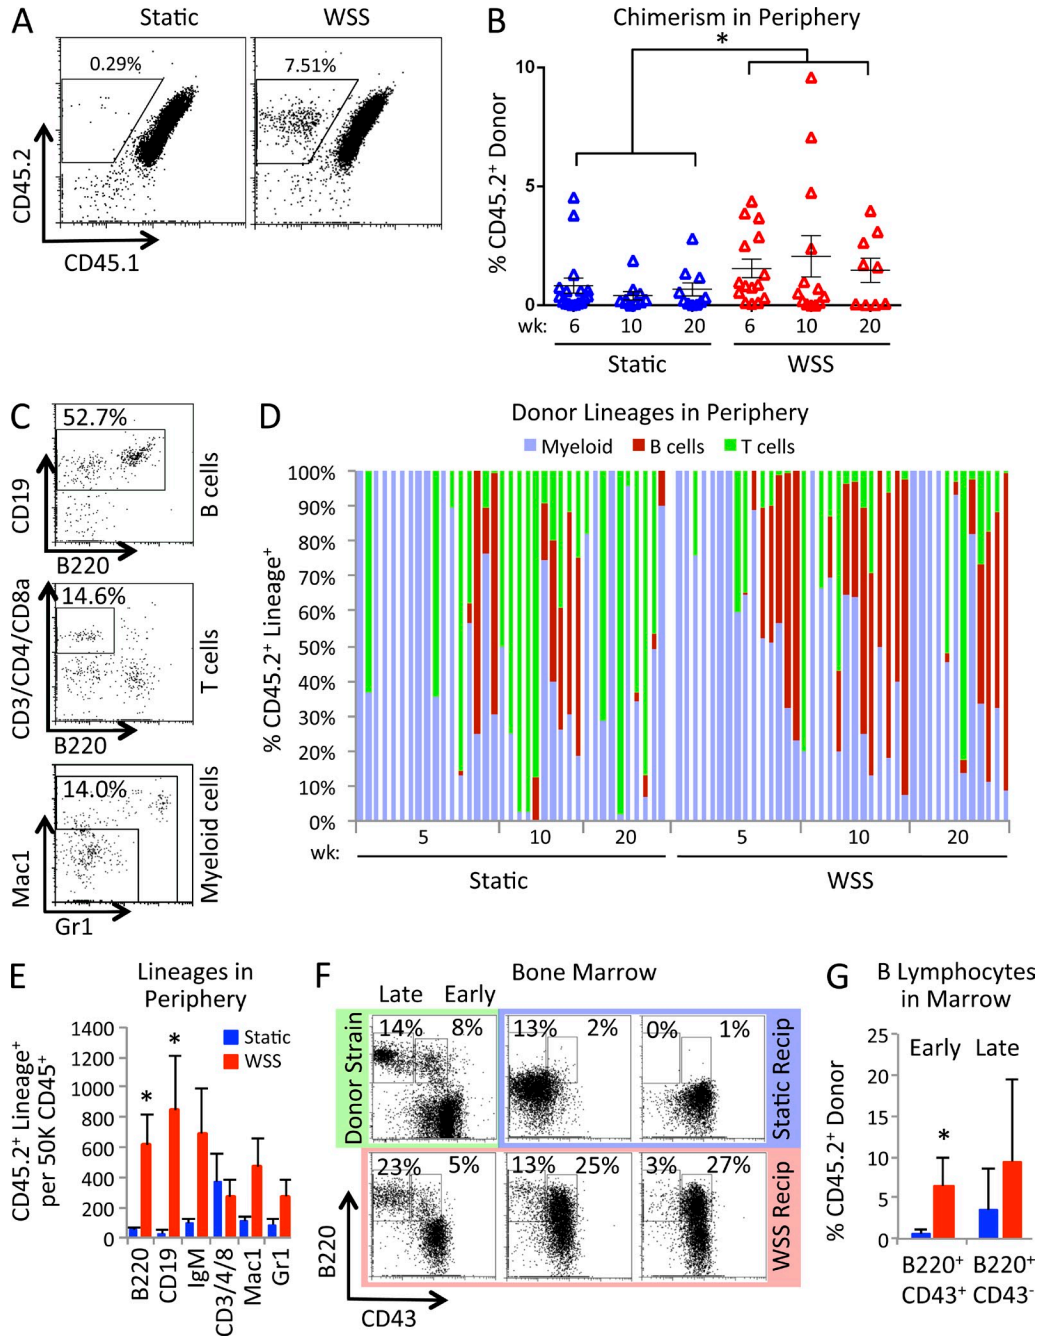 A
Static
WSS
0.29%
7.51%
CD45.2
CD45.1
B
Chimerism in Periphery
*
% CD45.2+ Donor
10
5
0
wk: 6 10 20 6 10 20
Static
WSS
C
52.7%
CD19
B220
B cells
14.6%
CD3/CD4/CD8a
B220
T cells
14.0%
Mac1
Gr1
Myeloid cells
D
Donor Lineages in Periphery
Myeloid B cells T cells
% CD45.2+ Lineage+
100%
90%
80%
70%
60%
50%
40%
30%
20%
10%
0%
wk: 5 10 20 5 10 20
Static
WSS
E
Lineages in
Periphery
CD45.2+ Lineage+
per 50K CD45+
1400
1200
1000
800
600
400
200
0
Static
WSS
* *
B220
CD19
IgM
CD3/4/8
Mac1
Gr1
F
Bone Marrow
Late Early
Donor Strain
14% 8%
13% 2%
0% 1%
Static Recip
23% 5%
13% 25%
3% 27%
WSS Recip
B220
CD43
G
B Lymphocytes
in Marrow
% CD45.2+ Donor
25
20
15
10
5
0
Early Late
*
B220+ B220+
CD43+ CD43-